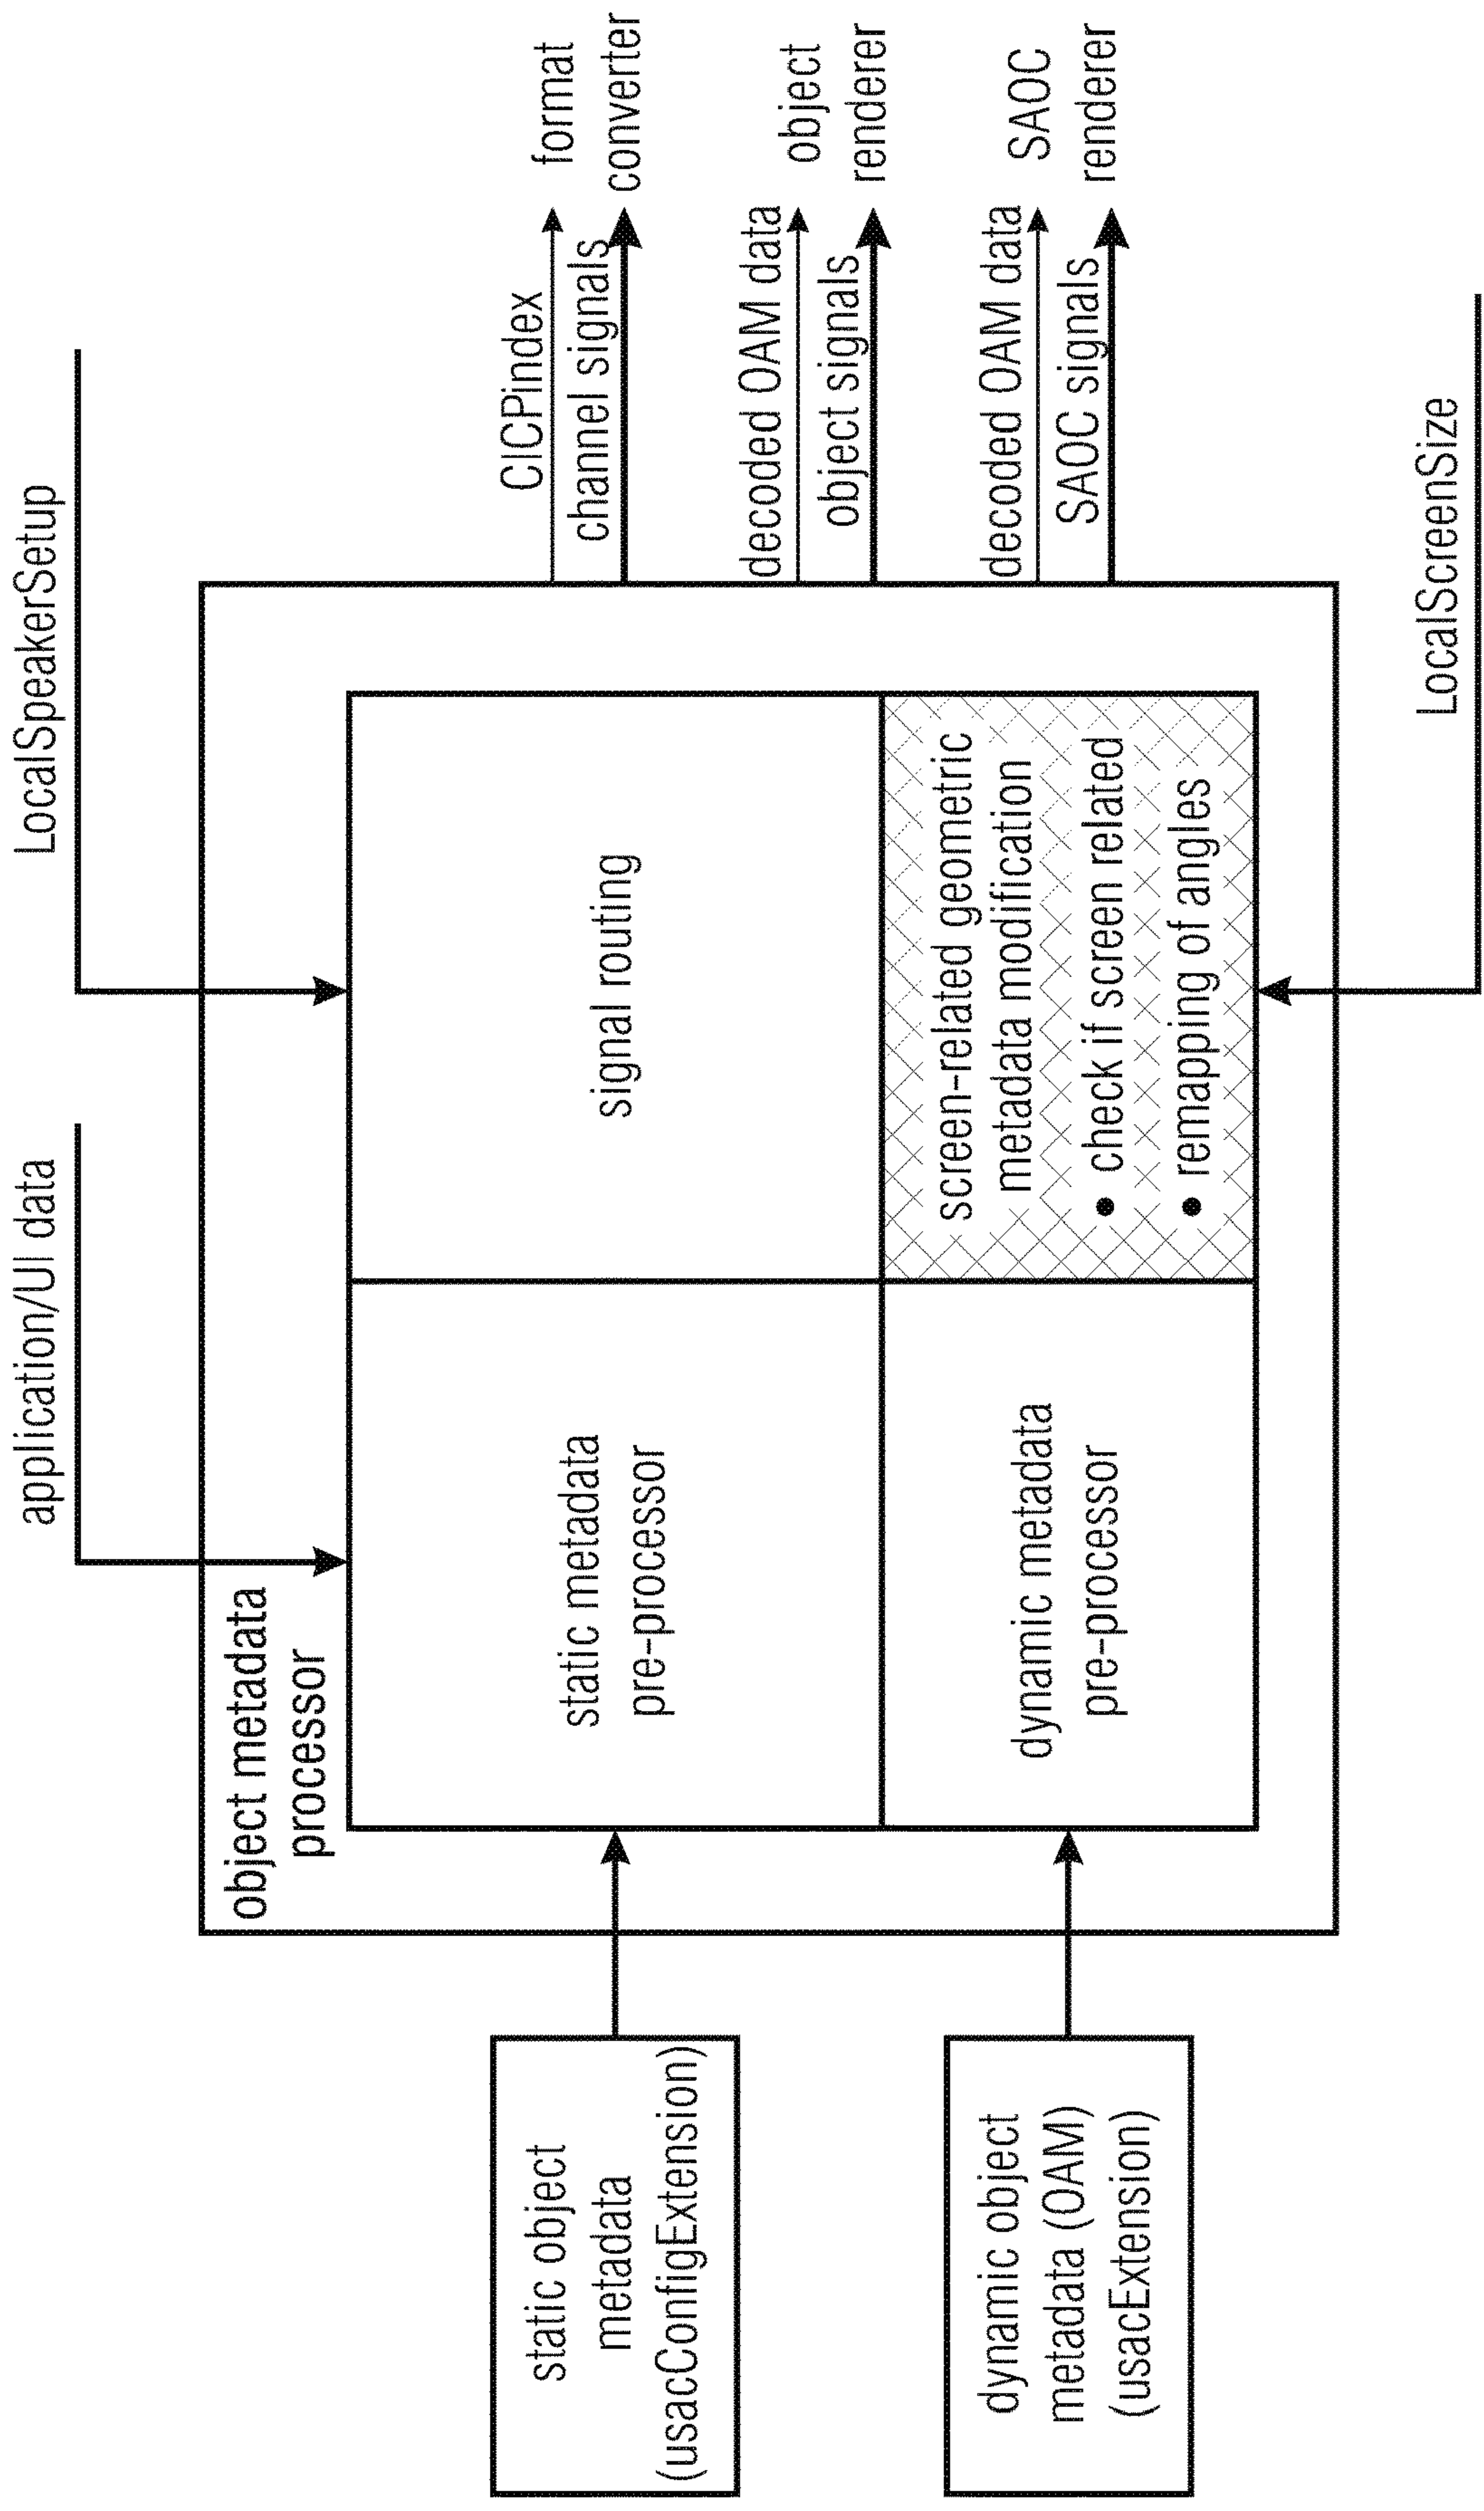 application/UI data
LocalSpeakerSetup
object metadata
processor
static object
metadata
(usacConfigExtension)
static metadata
pre-processor
signal routing
CICPindex
channel signals
format
converter
decoded OAM data
object signals
object
renderer
dynamic object
metadata (OAM)
(usacExtension)
dynamic metadata
pre-processor
screen-related geometric
metadata modification
• check if screen related
• remapping of angles
decoded OAM data
SAOC signals
SAOC
renderer
LocalScreenSize